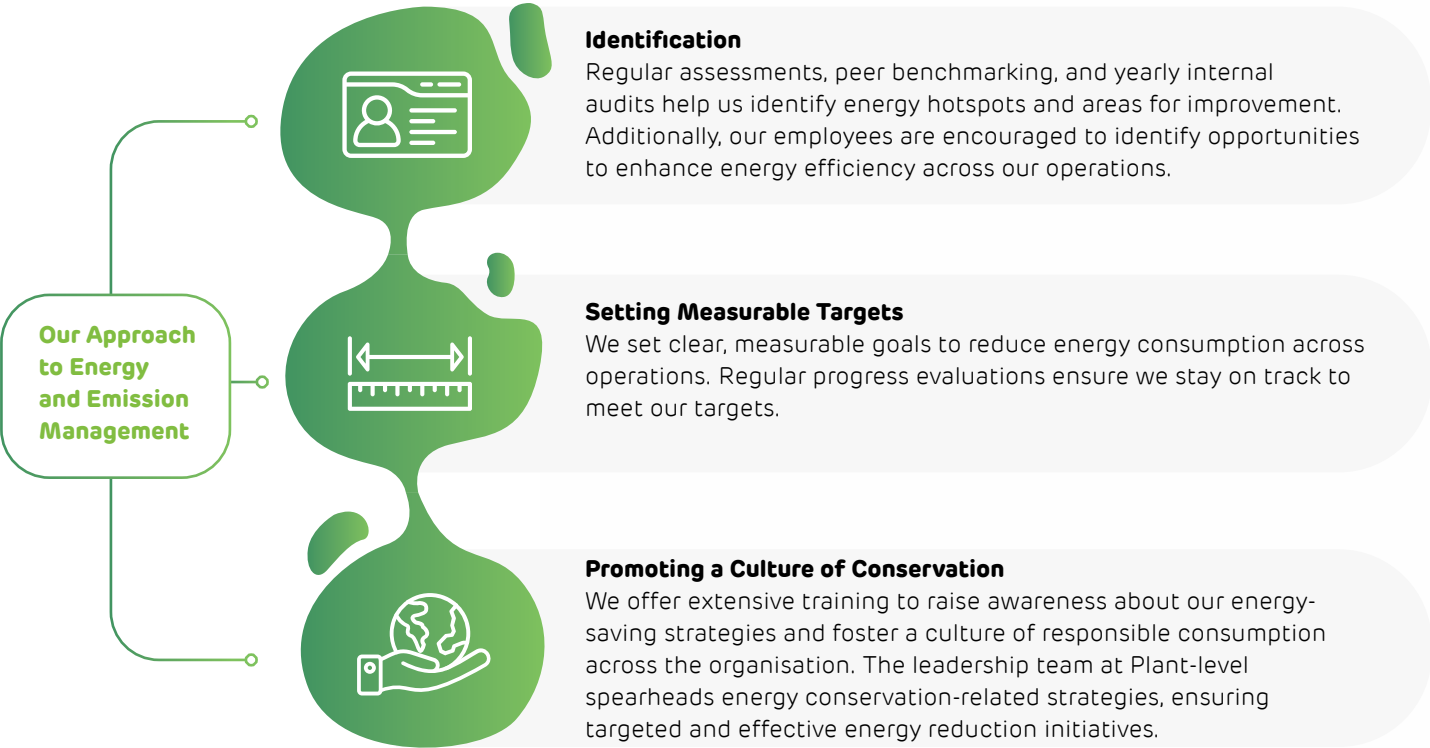 Our Approach
to Energy
and Emission
Management
Identification
Regular assessments, peer benchmarking, and yearly internal
audits help us identify energy hotspots and areas for improvement.
Additionally, our employees are encouraged to identify opportunities
to enhance energy efficiency across our operations.
Setting Measurable Targets
We set clear, measurable goals to reduce energy consumption across
operations. Regular progress evaluations ensure we stay on track to
meet our targets.
Promoting a Culture of Conservation
We offer extensive training to raise awareness about our energy-
saving strategies and foster a culture of responsible consumption
across the organisation. The leadership team at Plant-level
spearheads energy conservation-related strategies, ensuring
targeted and effective energy reduction initiatives.